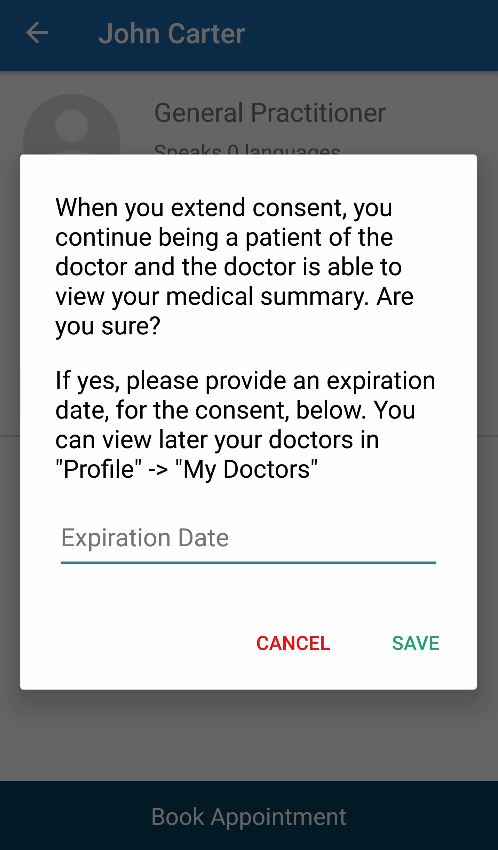 John Carter
General Practitioner
Speaks 0 languages
When you extend consent, you
continue being a patient of the
doctor and the doctor is able to
view your medical summary. Are
you sure?
If yes, please provide an expiration
date, for the consent, below. You
can view later your doctors in
"Profile" -> "My Doctors"
Expiration Date
CANCEL
SAVE
Book Appointment